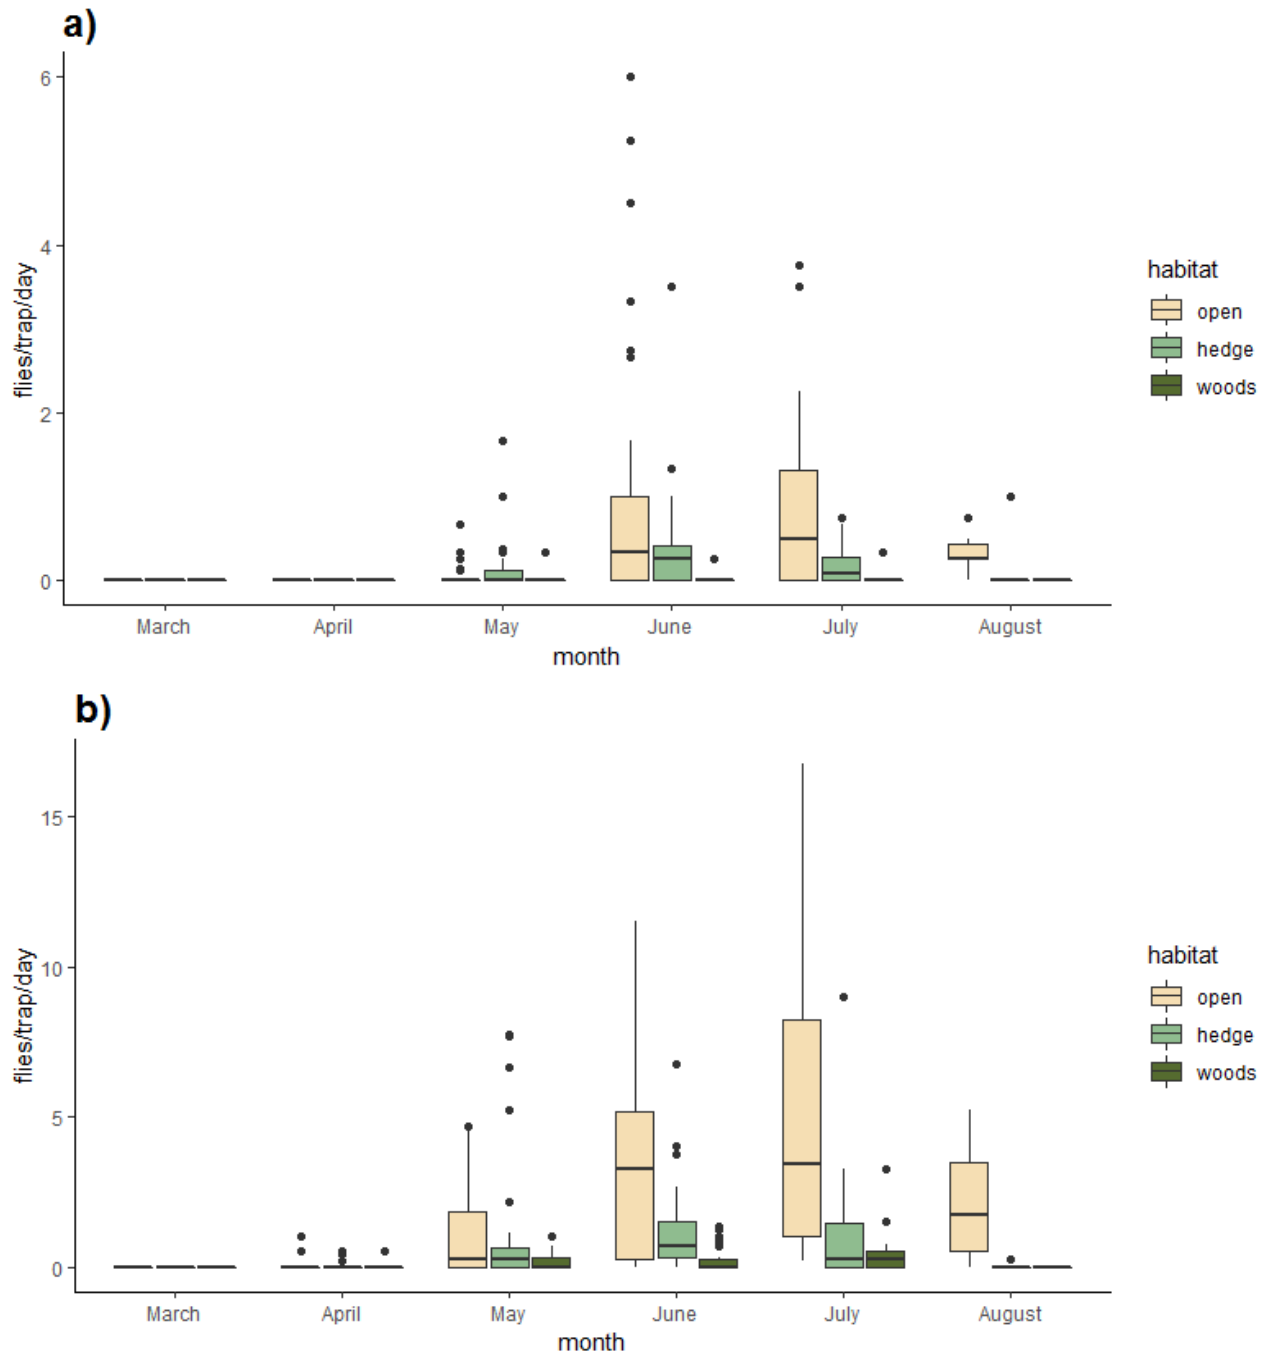 a)
6
4
2
0
flies/trap/day
March April May June July August
month
habitat
open
hedge
woods
b)
15
10
5
0
flies/trap/day
March April May June July August
month
habitat
open
hedge
woods